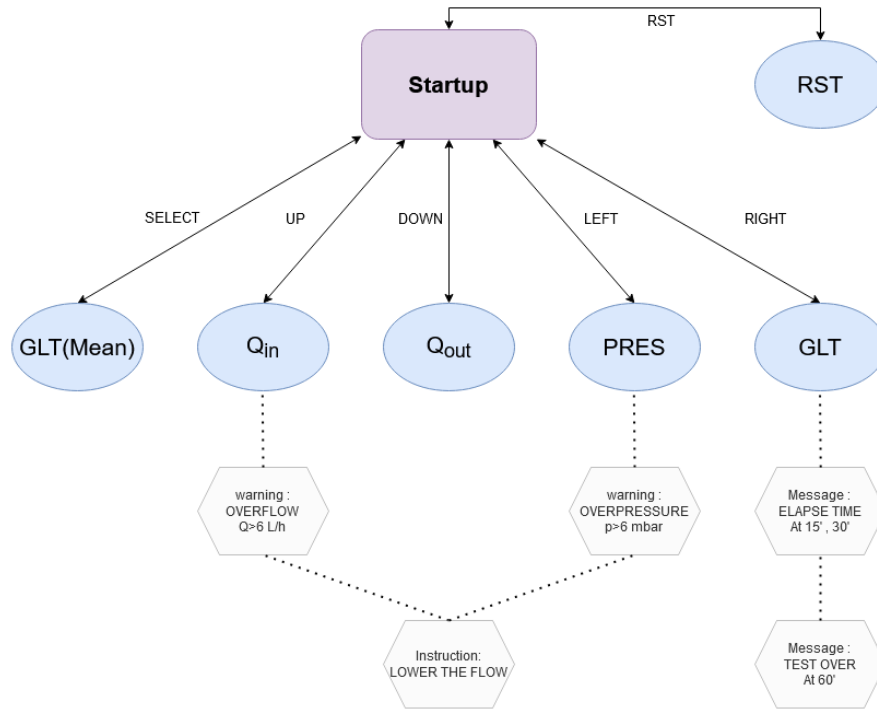 RST
Startup
RST
SELECT
UP
DOWN
LEFT
RIGHT
GLT(Mean)
Qin
Qout
PRES
GLT
warning :
OVERFLOW
Q>6 L/h
warning :
OVERPRESSURE
p>6 mbar
Message :
ELAPSE TIME
At 15' , 30'
Instruction:
LOWER THE FLOW
Message :
TEST OVER
At 60'